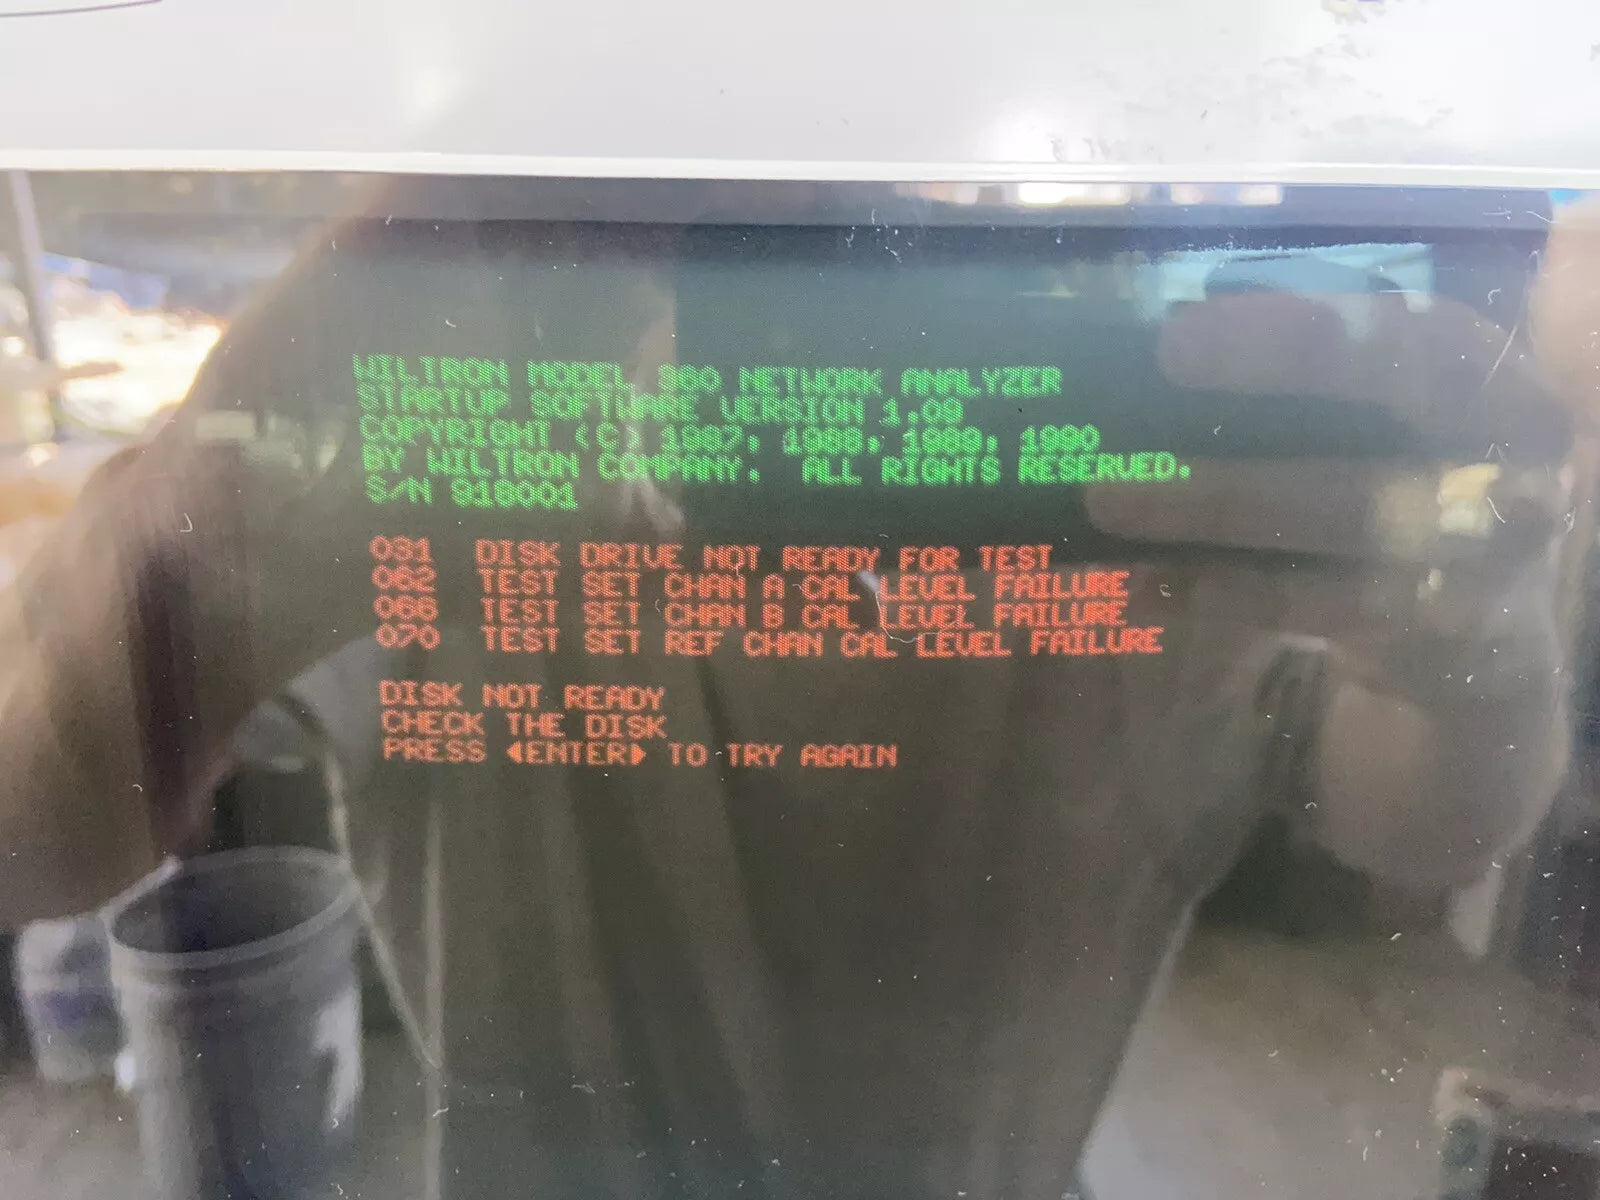 WILTRON MODEL 360 NETWORK ANALYZER
STARTUP SOFTWARE VERSION 1.09
COPYRIGHT (C) 1987, 1988, 1989, 1990
BY WILTRON COMPANY. ALL RIGHTS RESERVED.
S/N
DISK DRIVE NOT READY FOR TEST
062 TEST SET CHAN A CAL LEVEL FAILURE
066 TEST SET CHAN B CAL LEVEL FAILURE
070 TEST SET REF CHAN CAL LEVEL FAILURE
DISK NOT READY
CHECK THE DISK
PRESS ◀ENTER▶ TO TRY AGAIN